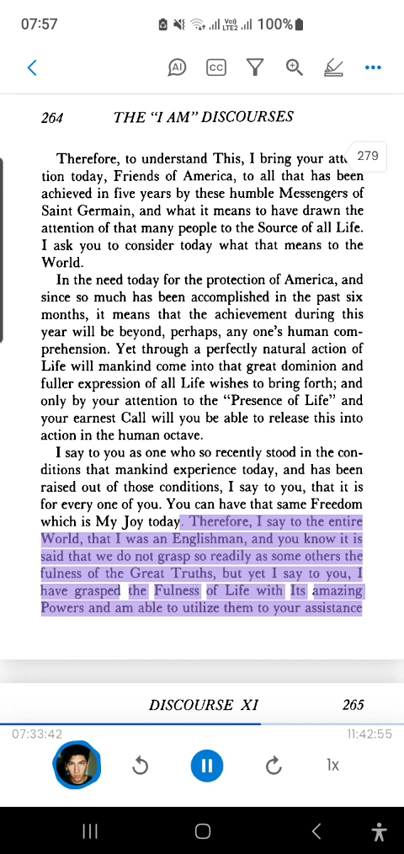 07:57
Vo))
LTE2
100%
AI
CC
264 THE “I AM” DISCOURSES
279
Therefore, to understand This, I bring your atten-
tion today, Friends of America, to all that has been
achieved in five years by these humble Messengers of
Saint Germain, and what it means to have drawn the
attention of that many people to the Source of all Life.
I ask you to consider today what that means to the
World.
In the need today for the protection of America, and
since so much has been accomplished in the past six
months, it means that the achievement during this
year will be beyond, perhaps, any one’s human com-
prehension. Yet through a perfectly natural action of
Life will mankind come into that great dominion and
fuller expression of all Life wishes to bring forth; and
only by your attention to the “Presence of Life” and
your earnest Call will you be able to release this into
action in the human octave.
I say to you as one who so recently stood in the con-
ditions that mankind experience today, and has been
raised out of those conditions, I say to you, that it is
for every one of you. You can have that same Freedom
which is My Joy today. Therefore, I say to the entire
World, that I was an Englishman, and you know it is
said that we do not grasp so readily as some others the
fulness of the Great Truths, but yet I say to you, I
have grasped the Fulness of Life with Its amazing
Powers and am able to utilize them to your assistance
DISCOURSE XI 265
07:33:42 11:42:55
1x